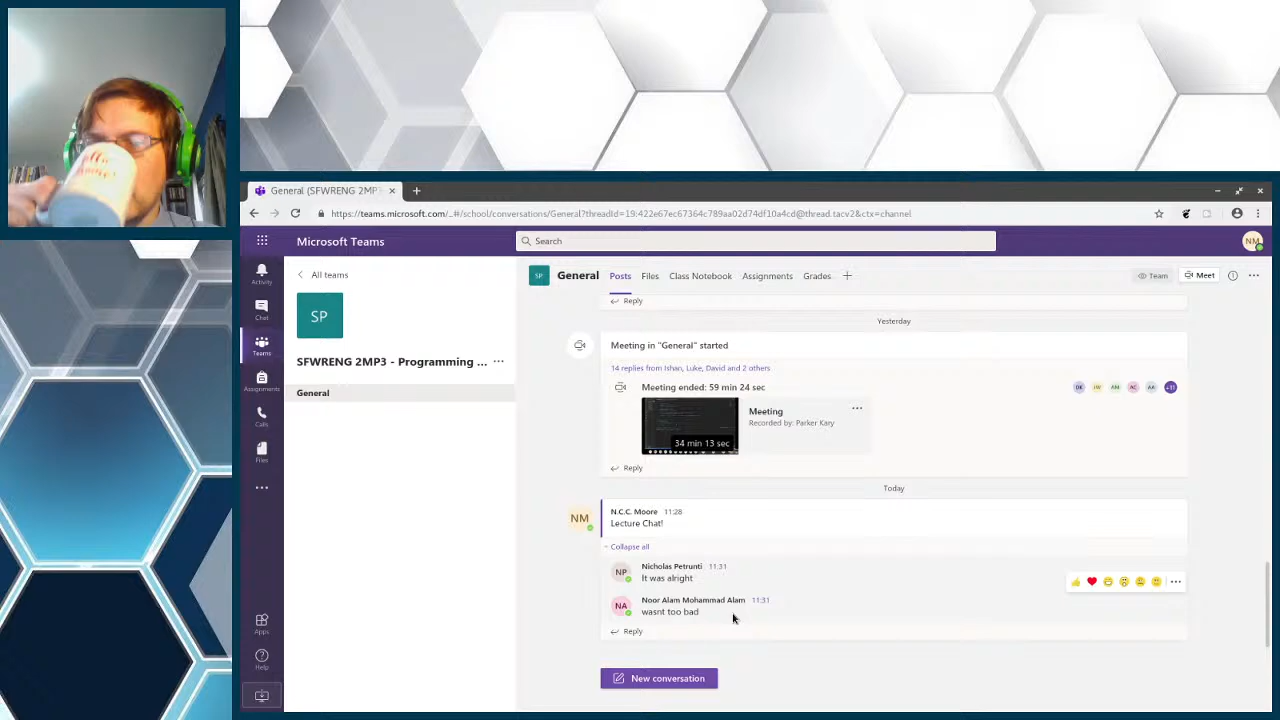 General (SFWRENG 2MP3
https://teams.microsoft.com/_#/school/conversations/General?threadId=19:422e67ec67364c789aa02d74df10a4cd@thread.tacv2&ctx=channel
Microsoft Teams
Search
NM
Activity
Chat
Teams
Assignments
Calls
Files
Apps
Help
All teams
SP
SFWRENG 2MP3 - Programming ...
General
SP
General
Posts
Files
Class Notebook
Assignments
Grades
Team
Meet
Reply
Yesterday
Meeting in "General" started
14 replies from Ishan, Luke, David and 2 others
Meeting ended: 59 min 24 sec
34 min 13 sec
Meeting
Recorded by: Parker Kary
Reply
Today
NM
N.C.C. Moore 11:28
Lecture Chat!
Collapse all
NP
Nicholas Petrunti 11:31
It was alright
NA
Noor Alam Mohammad Alam 11:31
wasnt too bad
Reply
New conversation